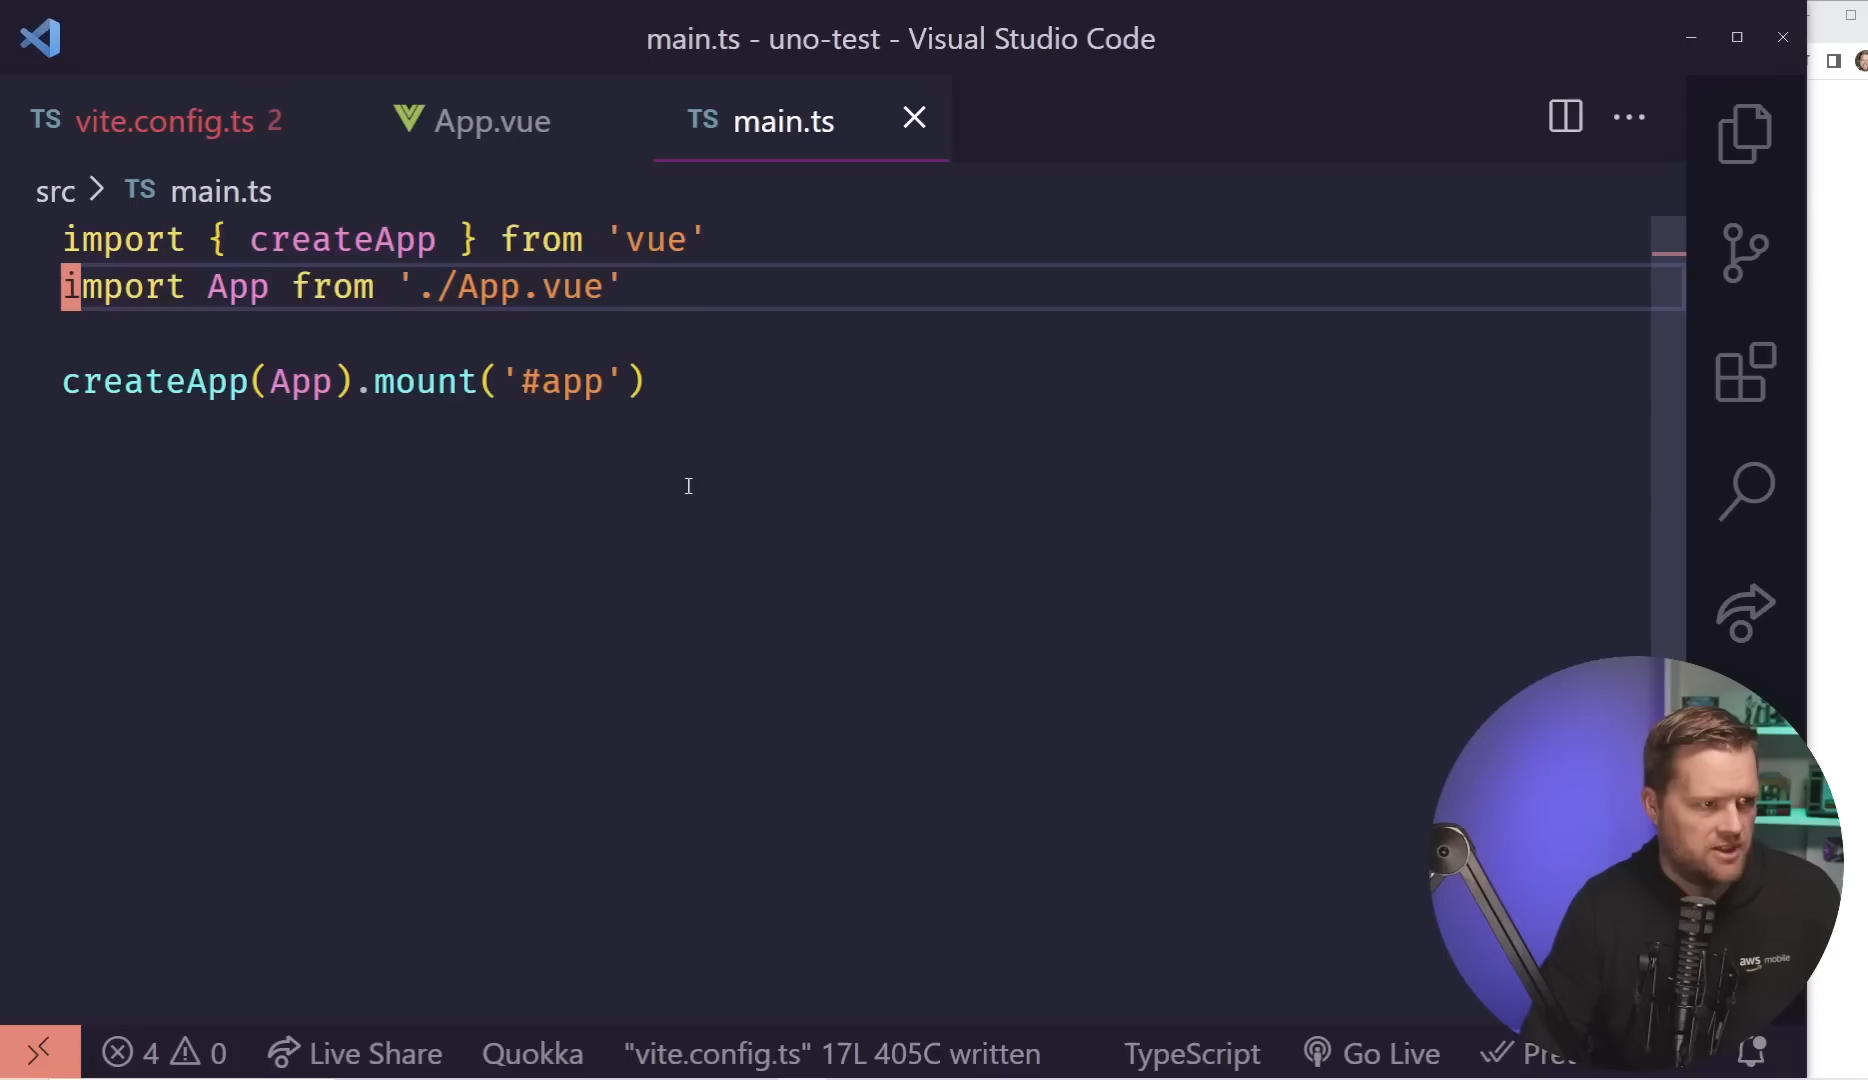 main.ts - uno-test - Visual Studio Code
TS vite.config.ts 2 App.vue TS main.ts
src > TS main.ts
import { createApp } from 'vue'
import App from './App.vue'
createApp(App).mount('#app')
aws mobile
4 0 Live Share Quokka "vite.config.ts" 17L 405C written TypeScript Go Live